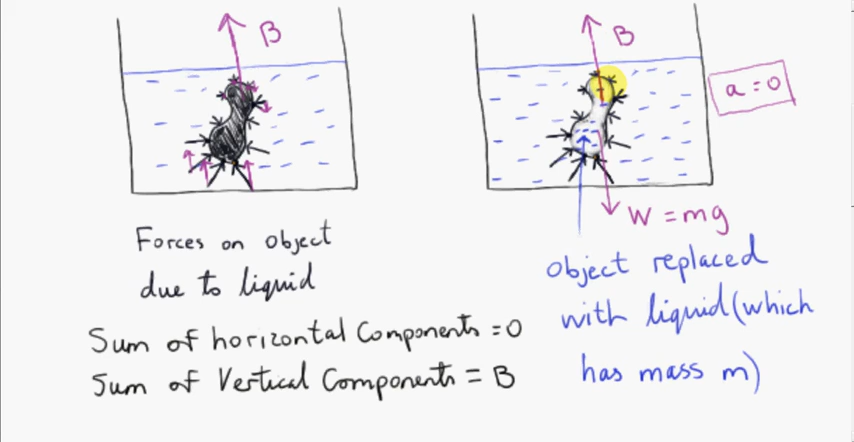 B
Forces on object
due to liquid
Sum of horizontal Components = 0
Sum of Vertical Components = B
B
a = 0
W = mg
object replaced
with liquid (which
has mass m)